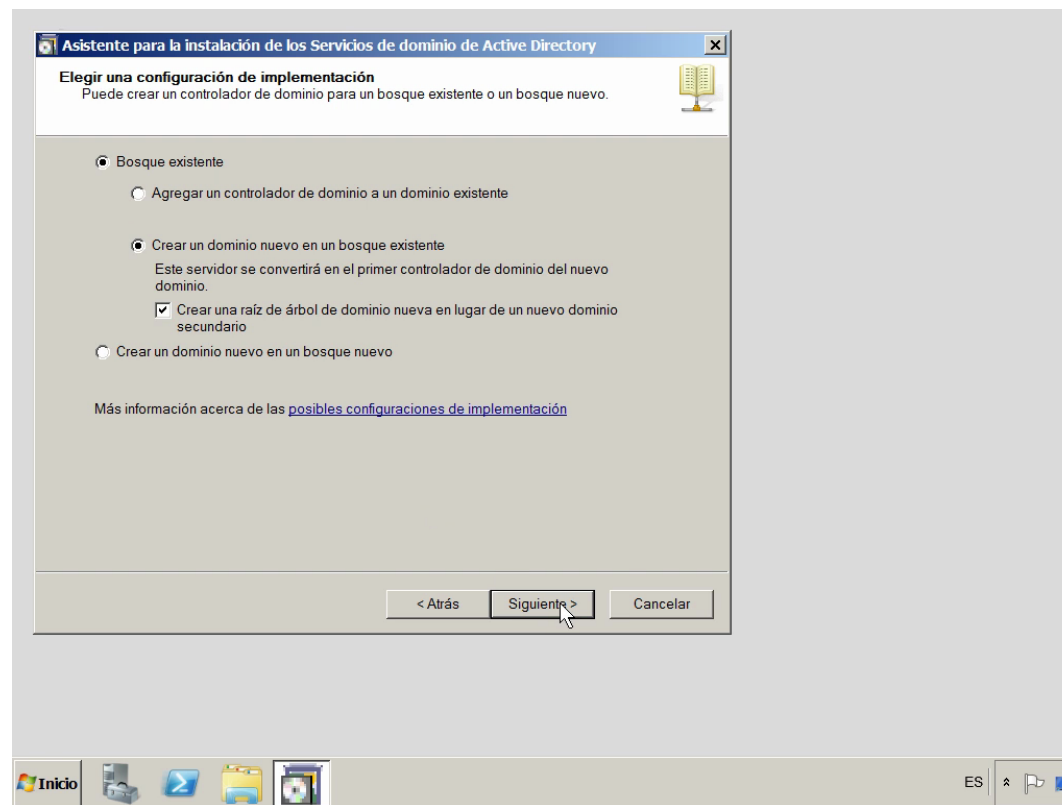 Asistente para la instalación de los Servicios de dominio de Active Directory
Elegir una configuración de implementación
Puede crear un controlador de dominio para un bosque existente o un bosque nuevo.
Bosque existente
Agregar un controlador de dominio a un dominio existente
Crear un dominio nuevo en un bosque existente
Este servidor se convertirá en el primer controlador de dominio del nuevo
dominio.
Crear una raíz de árbol de dominio nueva en lugar de un nuevo dominio
secundario
Crear un dominio nuevo en un bosque nuevo
Más información acerca de las posibles configuraciones de implementación
< Atrás Siguiente > Cancelar
Inicio ES